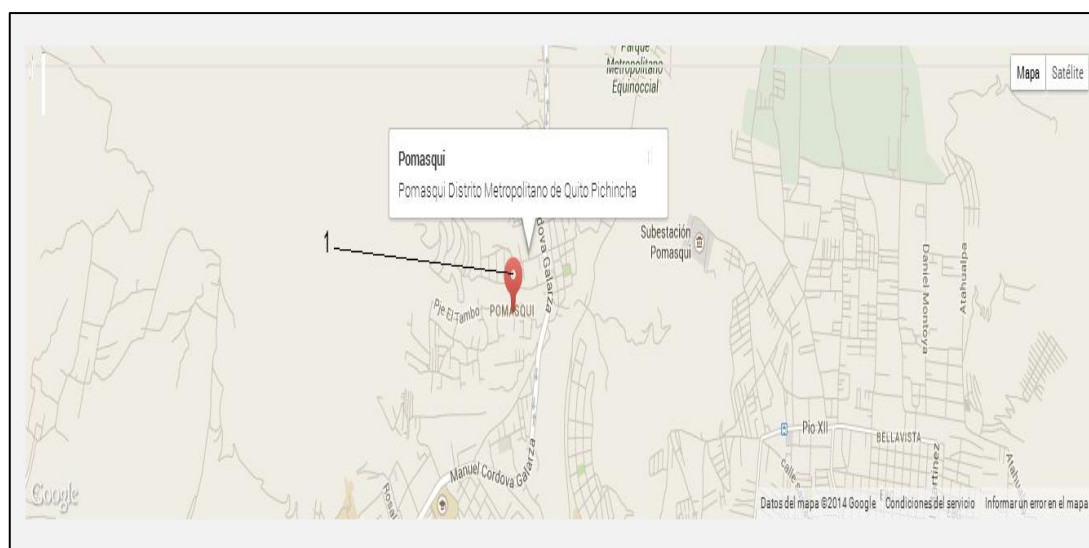 Parque
Metropolitano
Equinoccial
Mapa
Satélite
Pomasqui
Pomasqui Distrito Metropolitano de Quito Pichincha
1
Subestación
Pomasqui
Galarza
Pje El Tambo
POMASQUI
Daniel Montoya
Atahualpa
Pio XII
BELLAVISTA
Manuel Cordova Galarza
Google
Datos del mapa ©2014 Google
Condiciones del servicio
Informar un error en el mapa